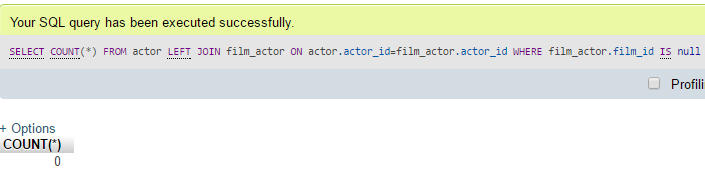 Your SQL query has been executed successfully.
SELECT COUNT(*) FROM actor LEFT JOIN film_actor ON actor.actor_id=film_actor.actor_id WHERE film_actor.film_id IS null
Profili
+ Options
COUNT(*)
0